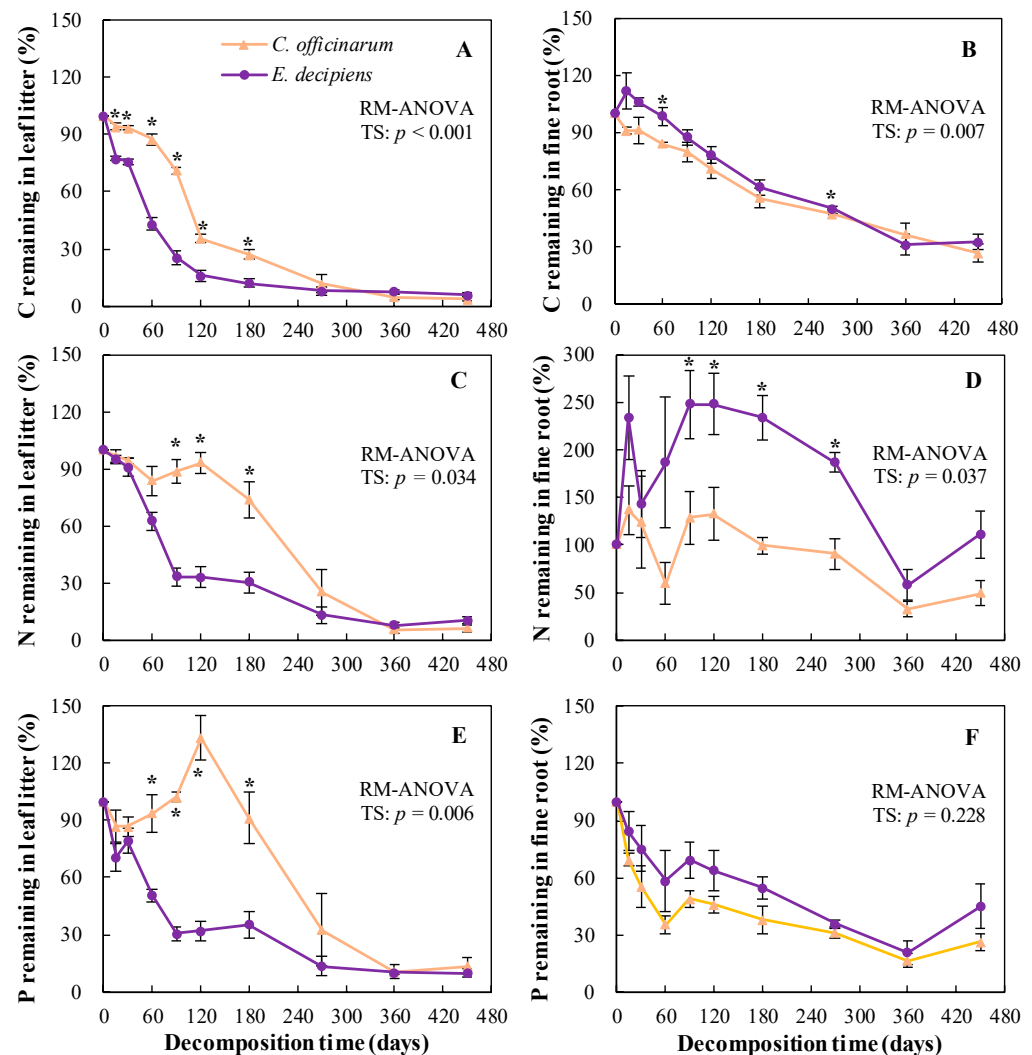 C remaining in leaf litter (%)
150
120
90
60
30
0
C. officinarum
E. decipiens
A
RM-ANOVA
TS: p < 0.001
* * * * * *
0 60 120 180 240 300 360 420 480
C remaining in fine root (%)
150
120
90
60
30
0
B
RM-ANOVA
TS: p = 0.007
* *
0 60 120 180 240 300 360 420 480
N remaining in leaf litter (%)
150
120
90
60
30
0
C
RM-ANOVA
TS: p = 0.034
* * *
0 60 120 180 240 300 360 420 480
N remaining in fine root (%)
300
250
200
150
100
50
0
D
RM-ANOVA
TS: p = 0.037
* * * *
0 60 120 180 240 300 360 420 480
P remaining in leaf litter (%)
150
120
90
60
30
0
E
RM-ANOVA
TS: p = 0.006
* * * *
0 60 120 180 240 300 360 420 480
Decomposition time (days)
P remaining in fine root (%)
150
120
90
60
30
0
F
RM-ANOVA
TS: p = 0.228
0 60 120 180 240 300 360 420 480
Decomposition time (days)